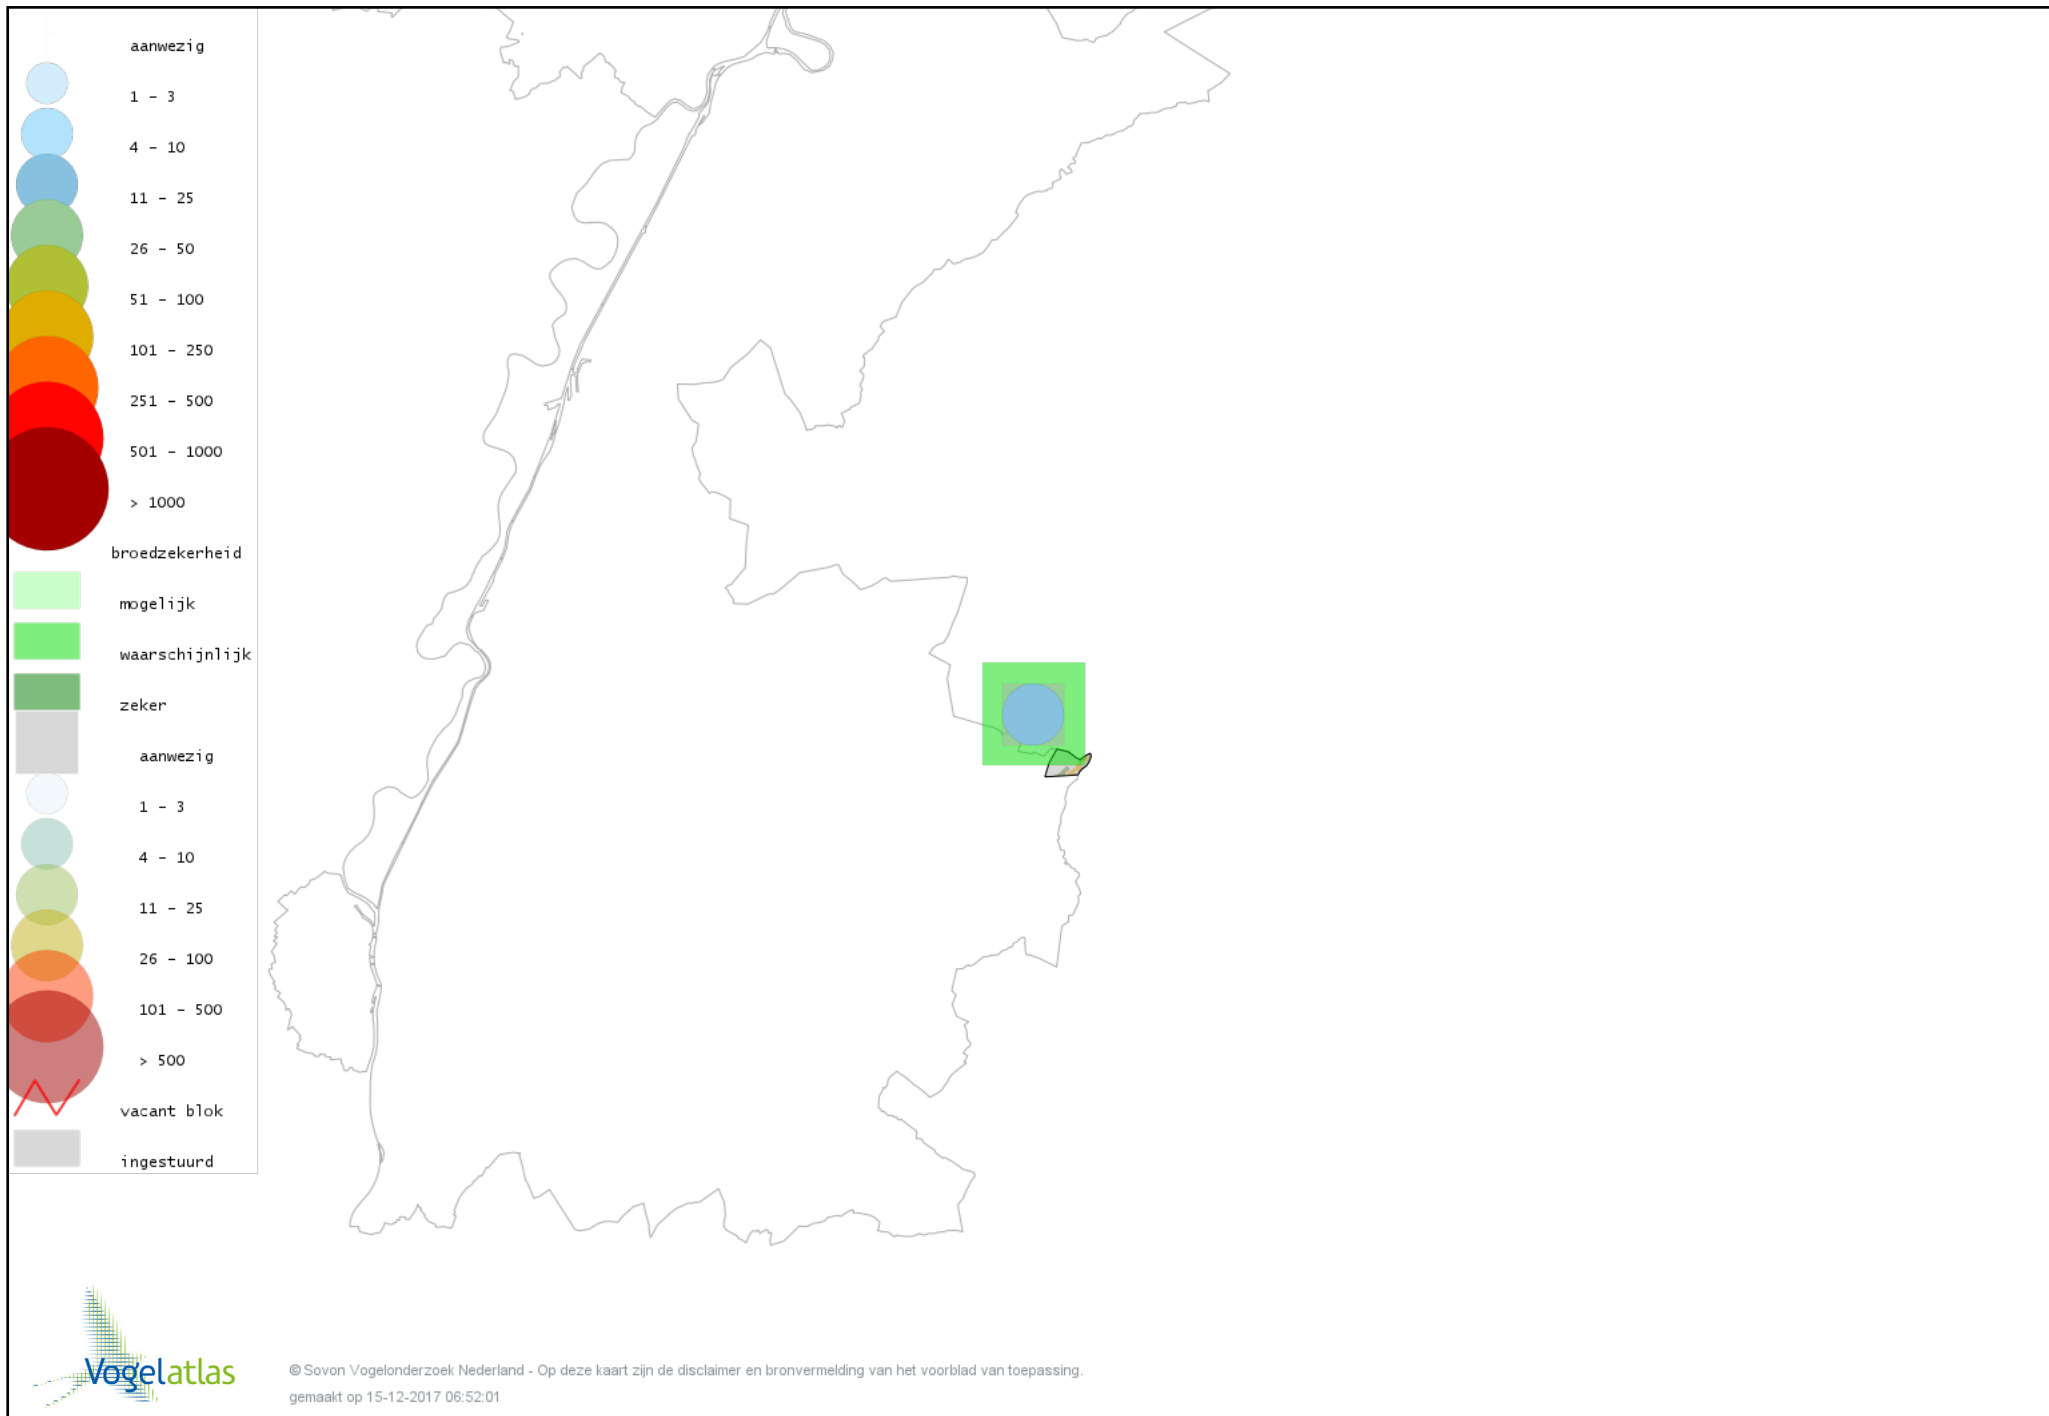 aanwezig
1 - 3
4 - 10
11 - 25
26 - 50
51 - 100
101 - 250
251 - 500
501 - 1000
> 1000
broedzekerheid
mogelijk
waarschijnlijk
zeker
aanwezig
1 - 3
4 - 10
11 - 25
26 - 100
101 - 500
> 500
vacant blok
ingestuurd
Vogelatlas
© Sovon Vogelonderzoek Nederland - Op deze kaart zijn de disclaimer en bronvermelding van het voorblad van toepassing.
gemaakt op 15-12-2017 06:52:01